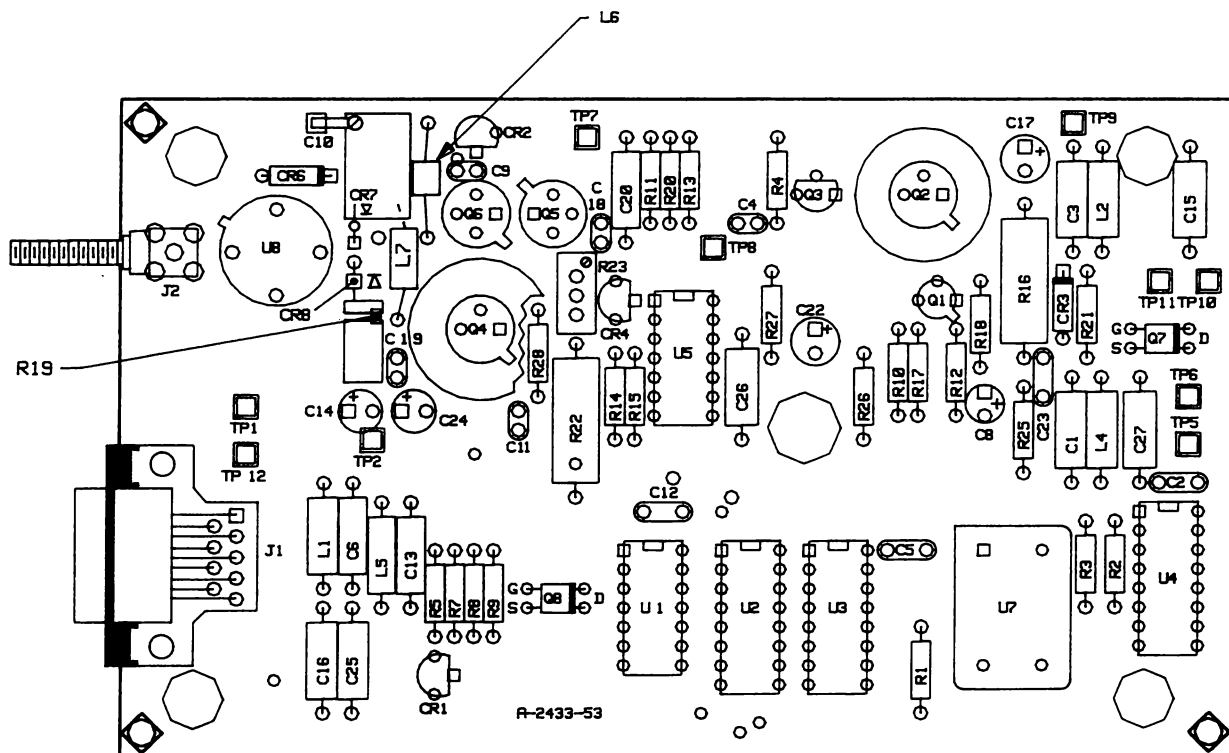 L6
C10
CR2
TP7
C17
TP9
CR6
CR7
C9
C18
C20
R11
R20
R13
R4
Q3
Q2
C3
L2
C15
U8
Q6
Q5
C4
TP8
L7
R23
R16
J2
CR8
Q4
CR4
U5
R27
C22
Q1
R18
CR3
R21
TP11
TP10
G
S
Q7
D
R19
C19
R28
R22
R14
R15
C26
R26
R10
R17
R12
C8
R25
C23
C1
L4
C27
TP6
TP5
TP1
C14
C24
TP2
C11
TP 12
C2
C12
J1
L1
C6
L5
C13
R5
R7
R8
R9
G
S
Q8
D
U1
U2
U3
C5
U7
R3
R2
U4
C16
C25
CR1
R1
A-2433-53